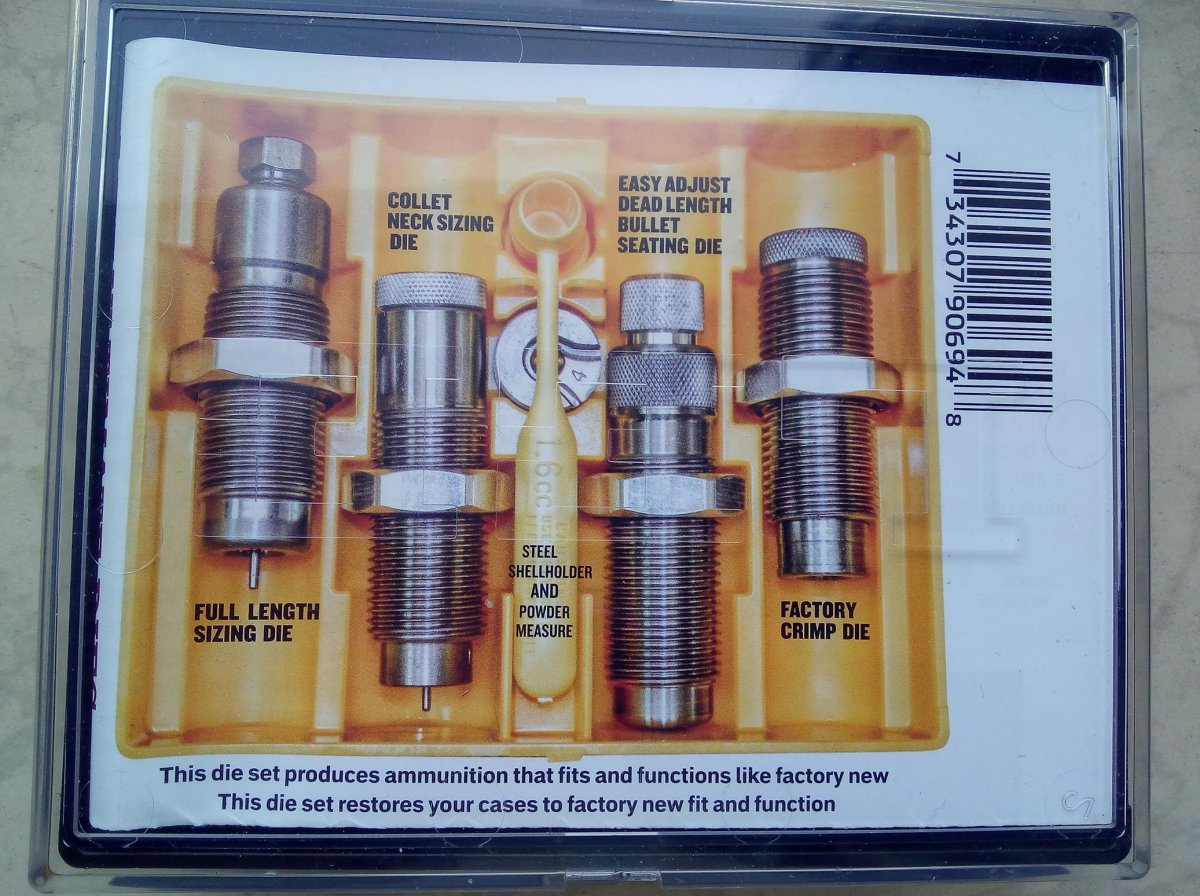 COLLET
NECK SIZING
DIE
EASY ADJUST
DEAD LENGTH
BULLET
SEATING DIE
7 34307 90694 8
4
1.6cc
STEEL
SHELLHOLDER
AND
POWDER
MEASURE
FULL LENGTH
SIZING DIE
FACTORY
CRIMP DIE
This die set produces ammunition that fits and functions like factory new
This die set restores your cases to factory new fit and function